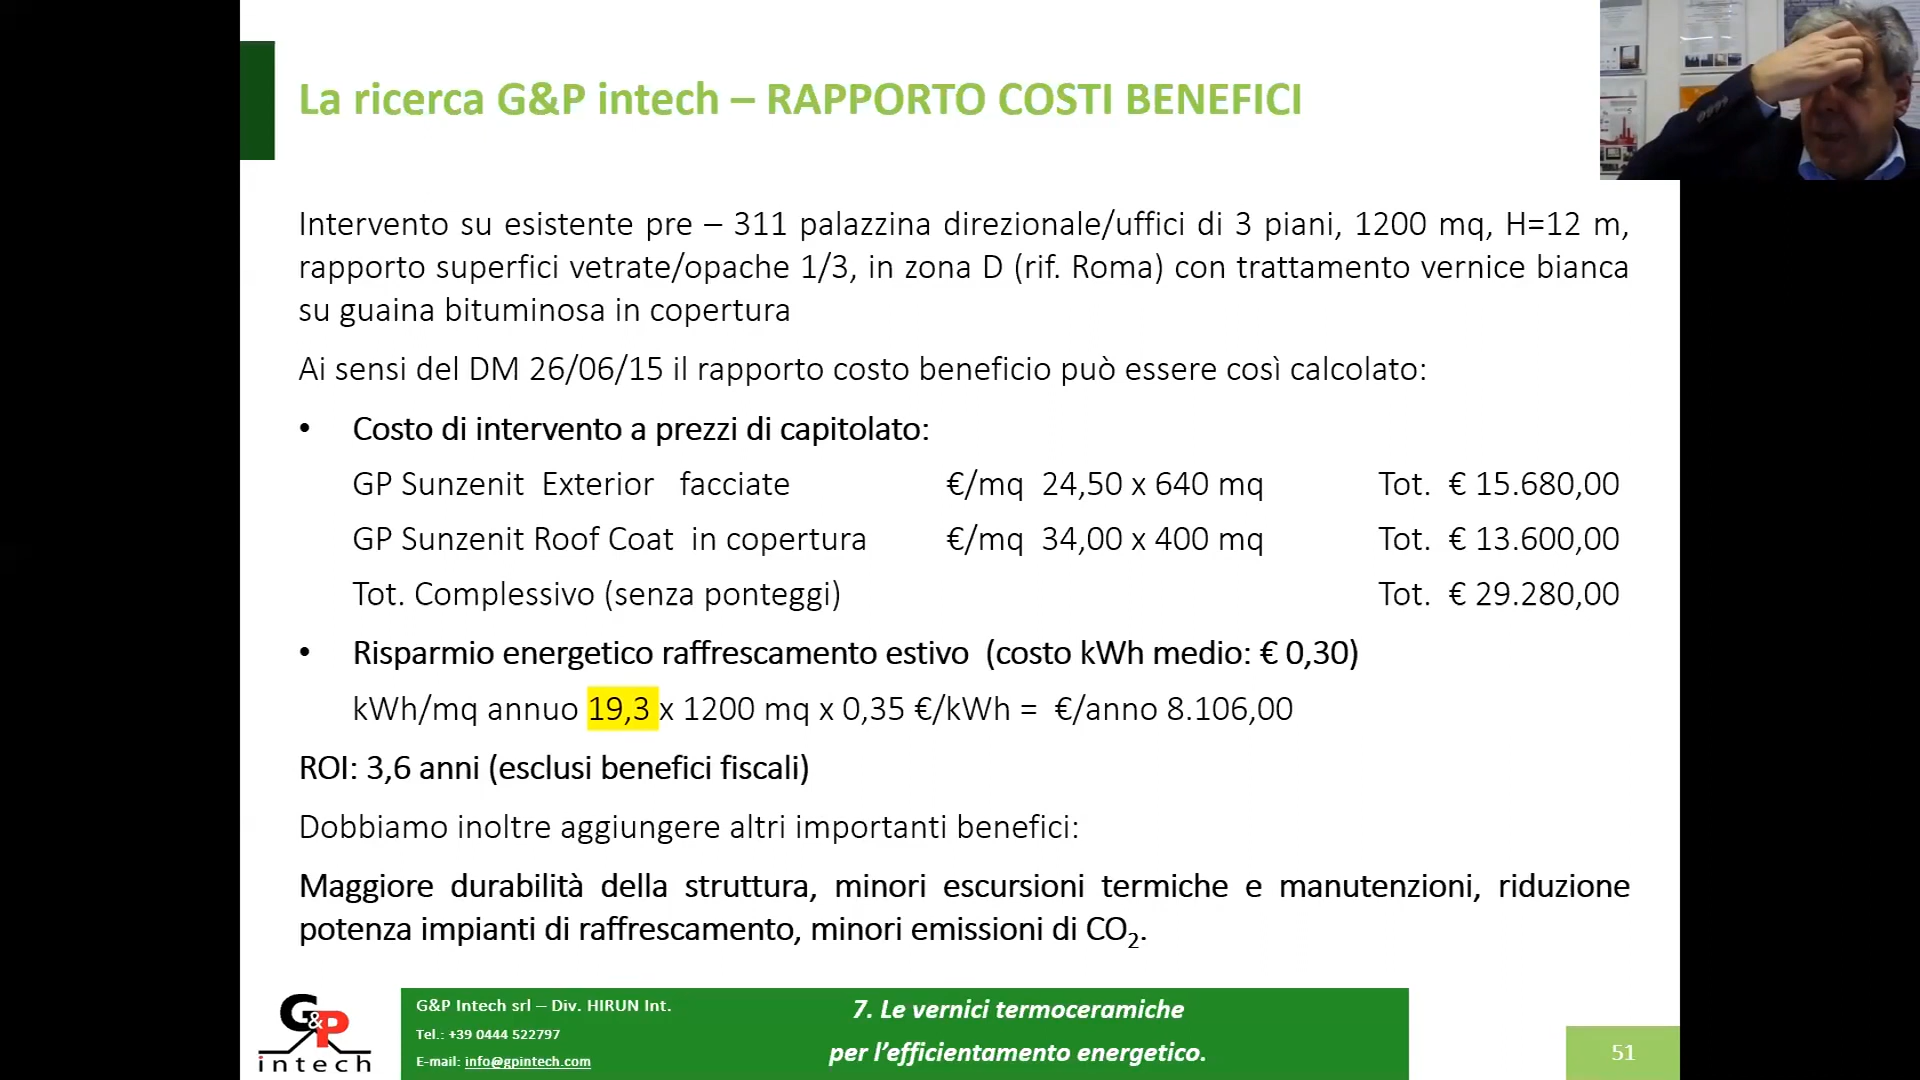 La ricerca G&P intech – RAPPORTO COSTI BENEFICI
Intervento su esistente pre – 311 palazzina direzionale/uffici di 3 piani, 1200 mq, H=12 m,
rapporto superfici vetrate/opache 1/3, in zona D (rif. Roma) con trattamento vernice bianca
su guaina bituminosa in copertura
Ai sensi del DM 26/06/15 il rapporto costo beneficio può essere così calcolato:
• Costo di intervento a prezzi di capitolato:
GP Sunzenit Exterior facciate €/mq 24,50 x 640 mq Tot. € 15.680,00
GP Sunzenit Roof Coat in copertura €/mq 34,00 x 400 mq Tot. € 13.600,00
Tot. Complessivo (senza ponteggi) Tot. € 29.280,00
• Risparmio energetico raffrescamento estivo (costo kWh medio: € 0,30)
kWh/mq annuo 19,3 x 1200 mq x 0,35 €/kWh = €/anno 8.106,00
ROI: 3,6 anni (esclusi benefici fiscali)
Dobbiamo inoltre aggiungere altri importanti benefici:
Maggiore durabilità della struttura, minori escursioni termiche e manutenzioni, riduzione
potenza impianti di raffrescamento, minori emissioni di CO₂.
G&P
intech
G&P Intech srl – Div. HIRUN Int.
Tel.: +39 0444 522797
E-mail: info@gpintech.com
7. Le vernici termoceramiche
per l’efficientamento energetico.
51